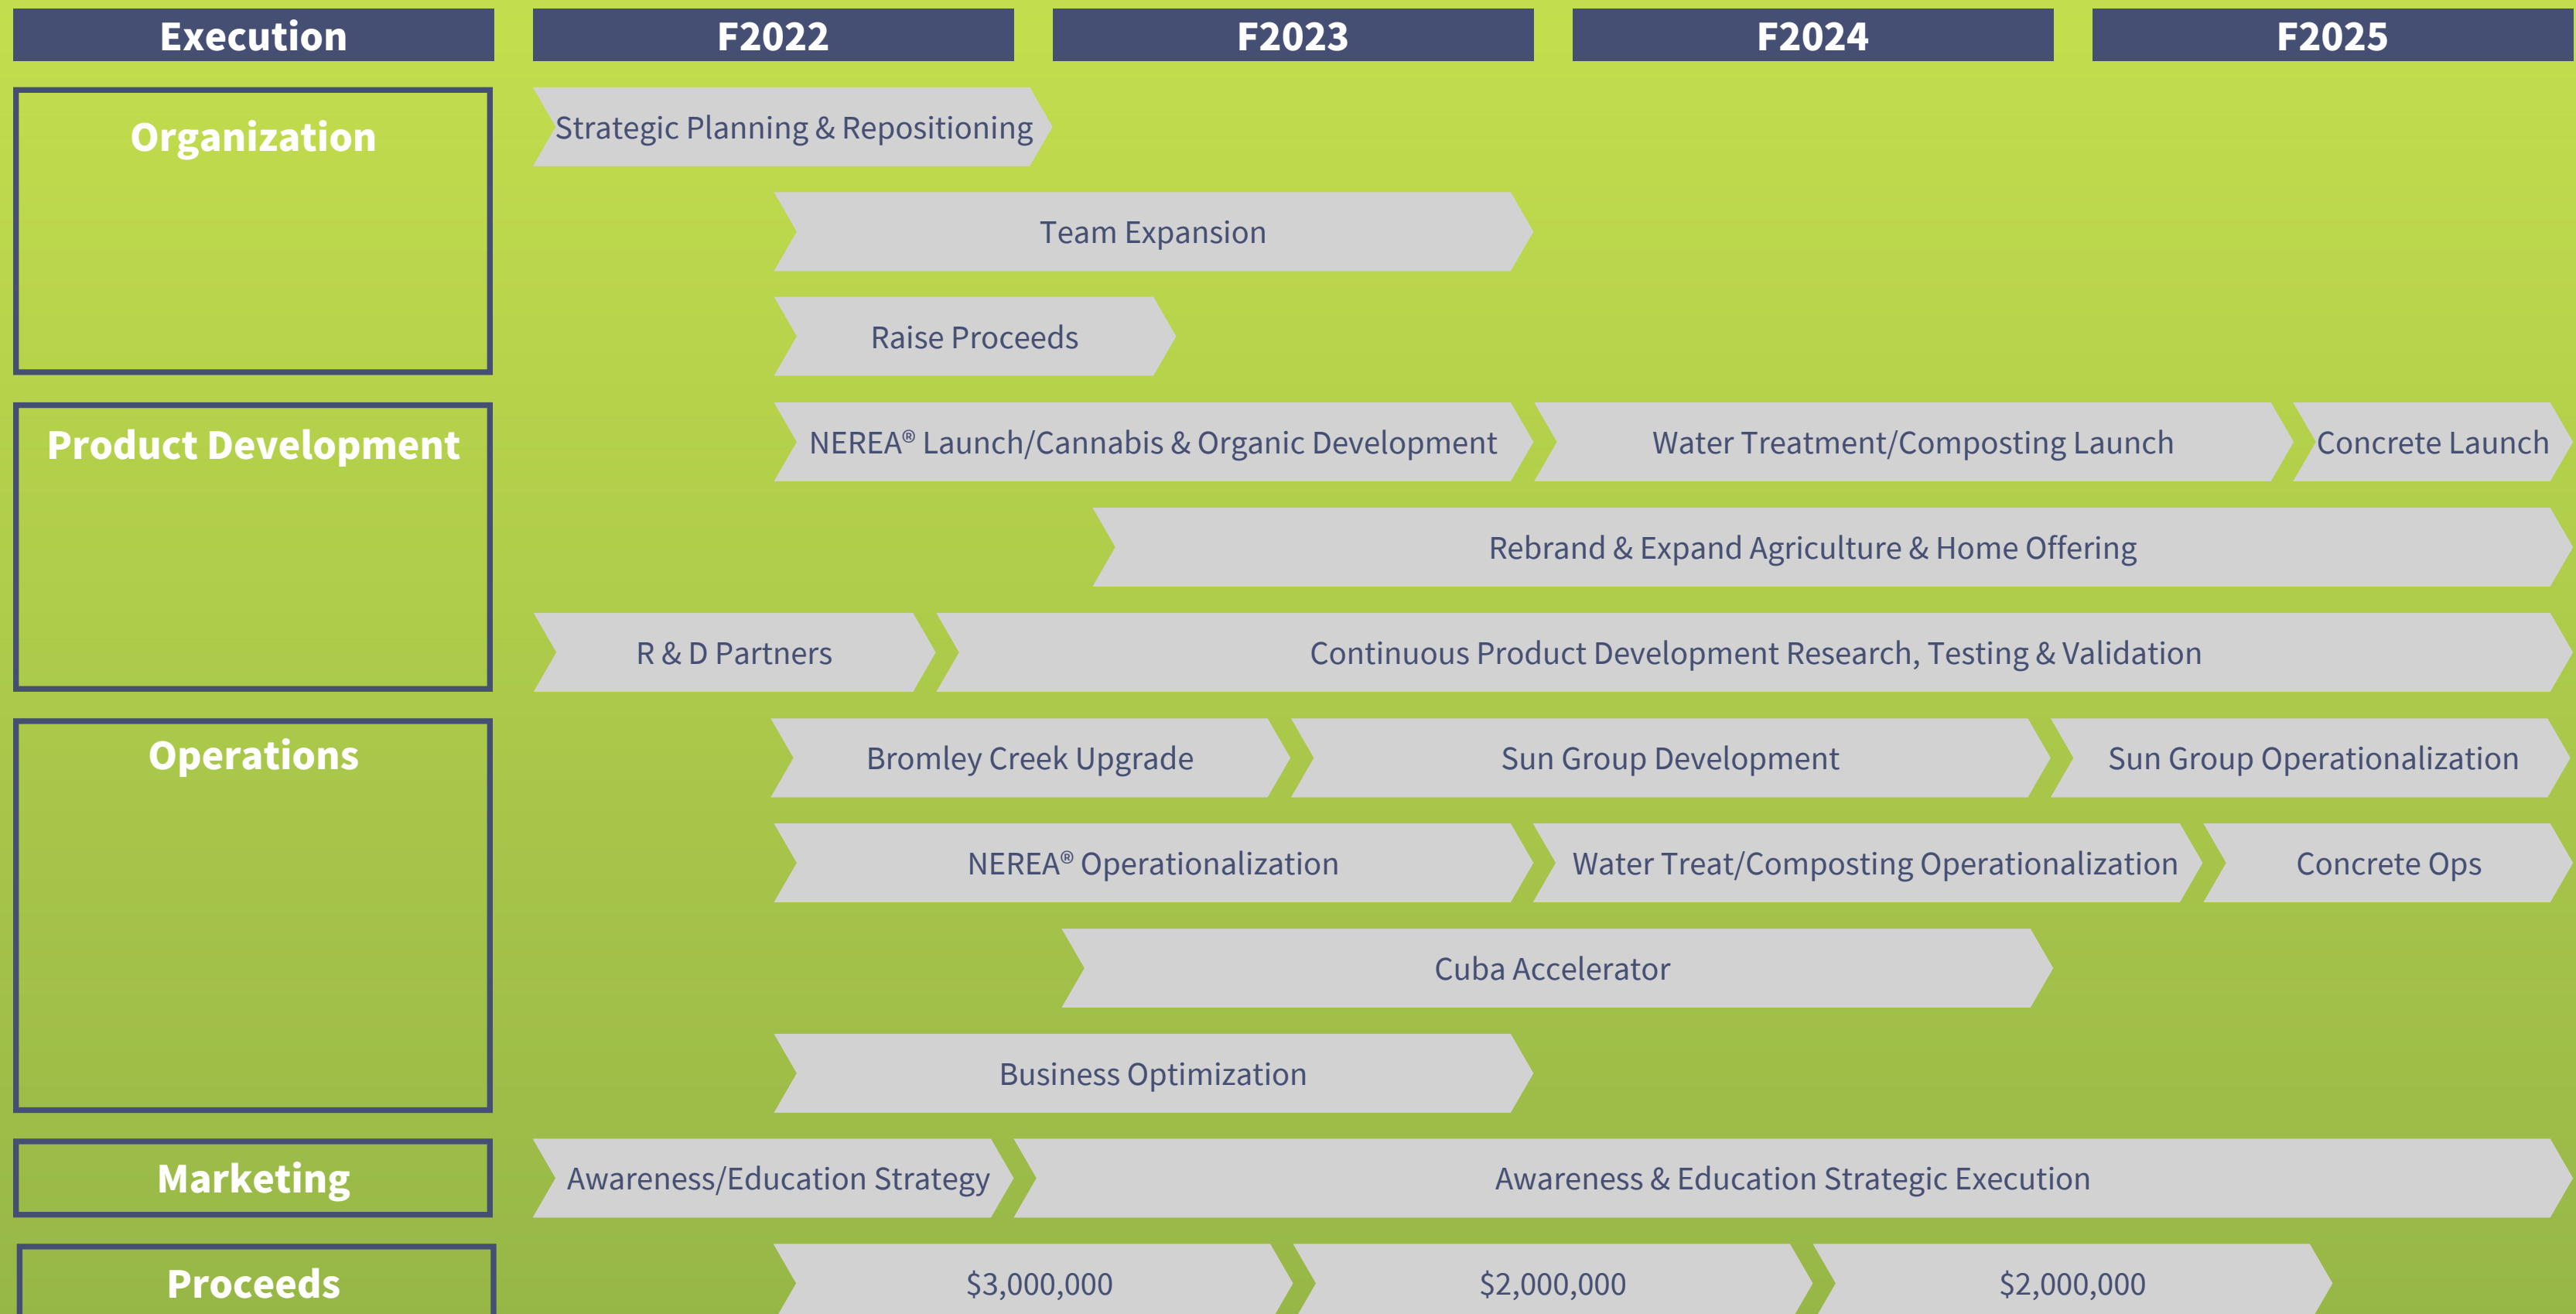 Execution
F2022
F2023
F2024
F2025
Organization
Strategic Planning & Repositioning
Team Expansion
Raise Proceeds
Product Development
NEREA® Launch/Cannabis & Organic Development
Water Treatment/Composting Launch
Concrete Launch
Rebrand & Expand Agriculture & Home Offering
R & D Partners
Continuous Product Development Research, Testing & Validation
Operations
Bromley Creek Upgrade
Sun Group Development
Sun Group Operationalization
NEREA® Operationalization
Water Treat/Composting Operationalization
Concrete Ops
Cuba Accelerator
Business Optimization
Marketing
Awareness/Education Strategy
Awareness & Education Strategic Execution
Proceeds
$3,000,000
$2,000,000
$2,000,000